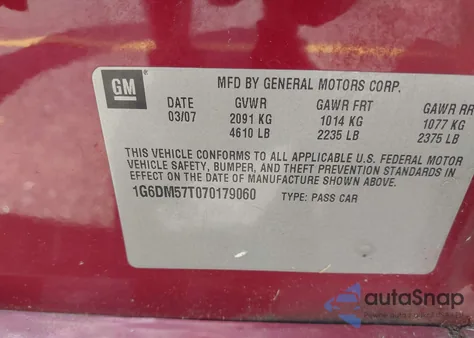 GM
MFD BY GENERAL MOTORS CORP.
DATE GVWR GAWR FRT GAWR RR
03/07 2091 KG 1014 KG 1077 KG
4610 LB 2235 LB 2375 LB
THIS VEHICLE CONFORMS TO ALL APPLICABLE U.S. FEDERAL MOTOR
VEHICLE SAFETY, BUMPER, AND THEFT PREVENTION STANDARDS IN
EFFECT ON THE DATE OF MANUFACTURE SHOWN ABOVE.
1G6DM57T070179060 TYPE: PASS CAR
autoSnap